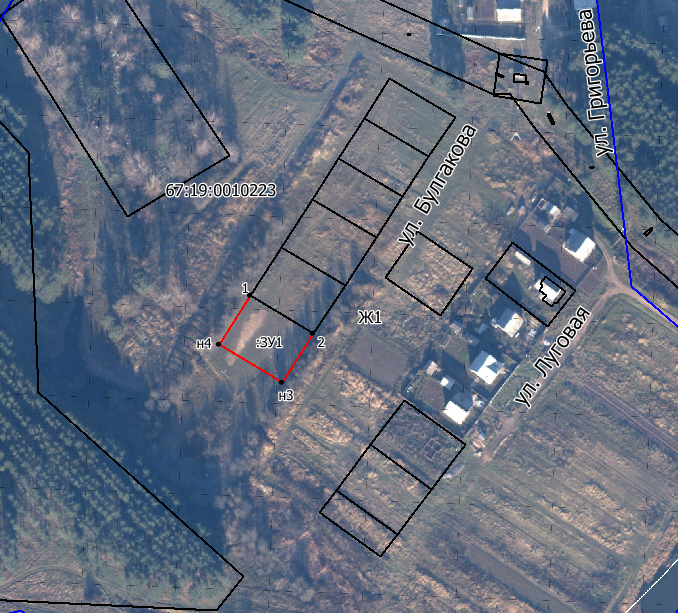 ул. Григорьева
67:19:0010223
ул. Булгакова
1
Ж1
:ЗУ1
2
н4
н3
ул. Луговая